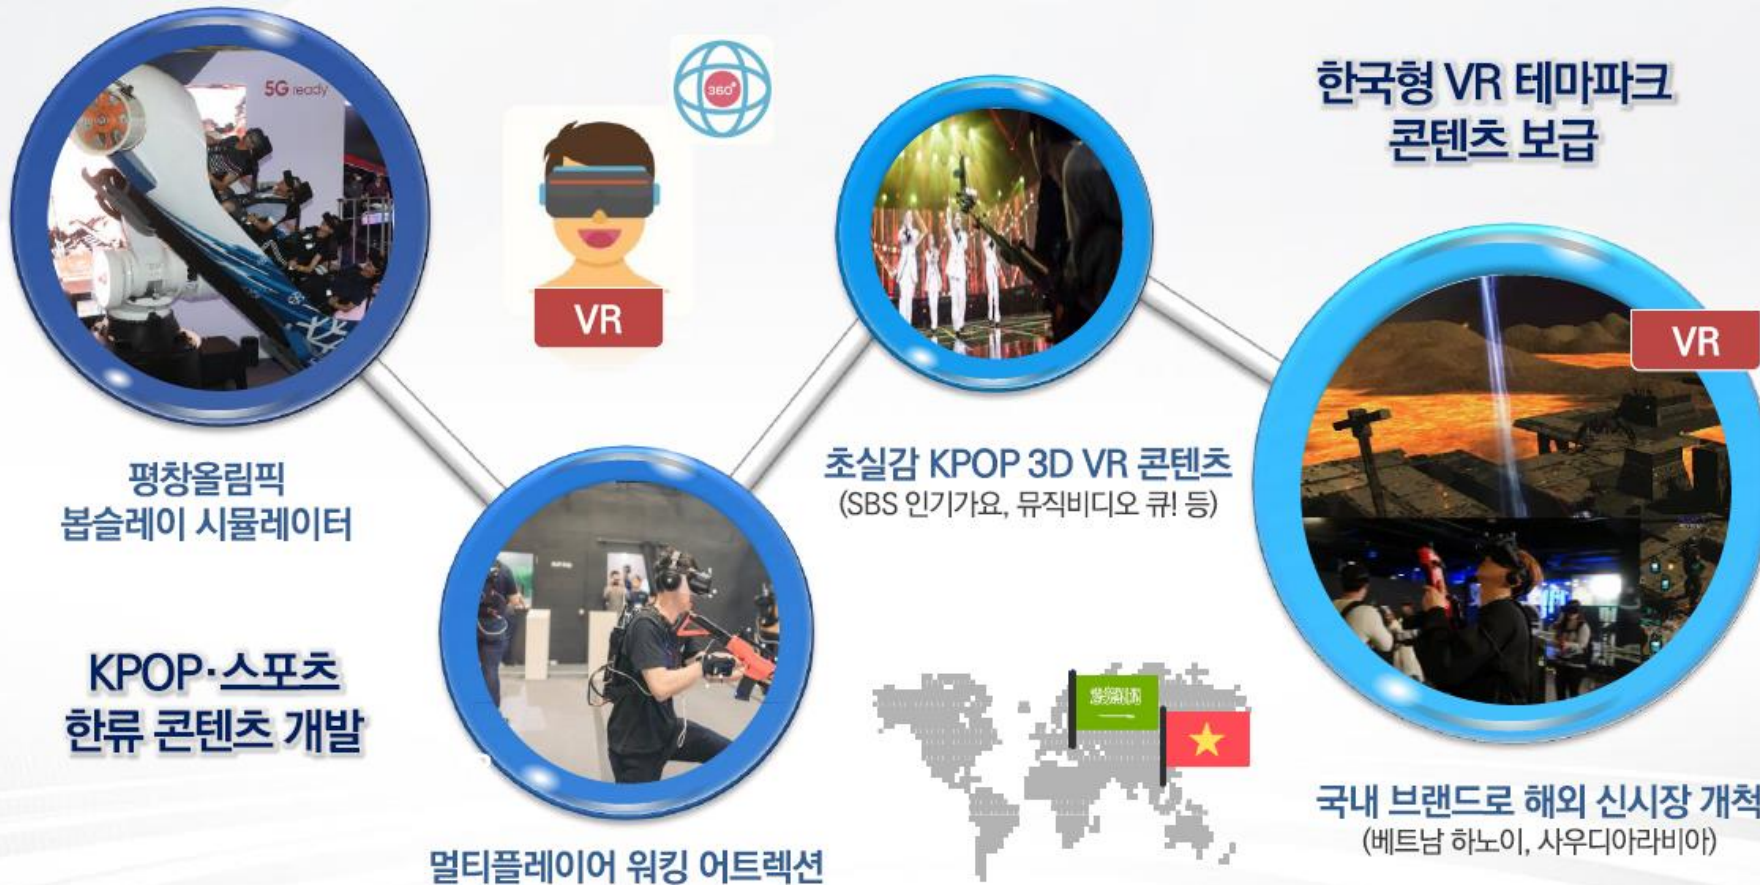 5G ready
360°
VR
한국형 VR 테마파크
콘텐츠 보급
VR
평창올림픽
봅슬레이 시뮬레이터
초실감 KPOP 3D VR 콘텐츠
(SBS 인기가요, 뮤직비디오 큐! 등)
KPOP·스포츠
한류 콘텐츠 개발
멀티플레이어 워킹 어트렉션
국내 브랜드로 해외 신시장 개척
(베트남 하노이, 사우디아라비아)